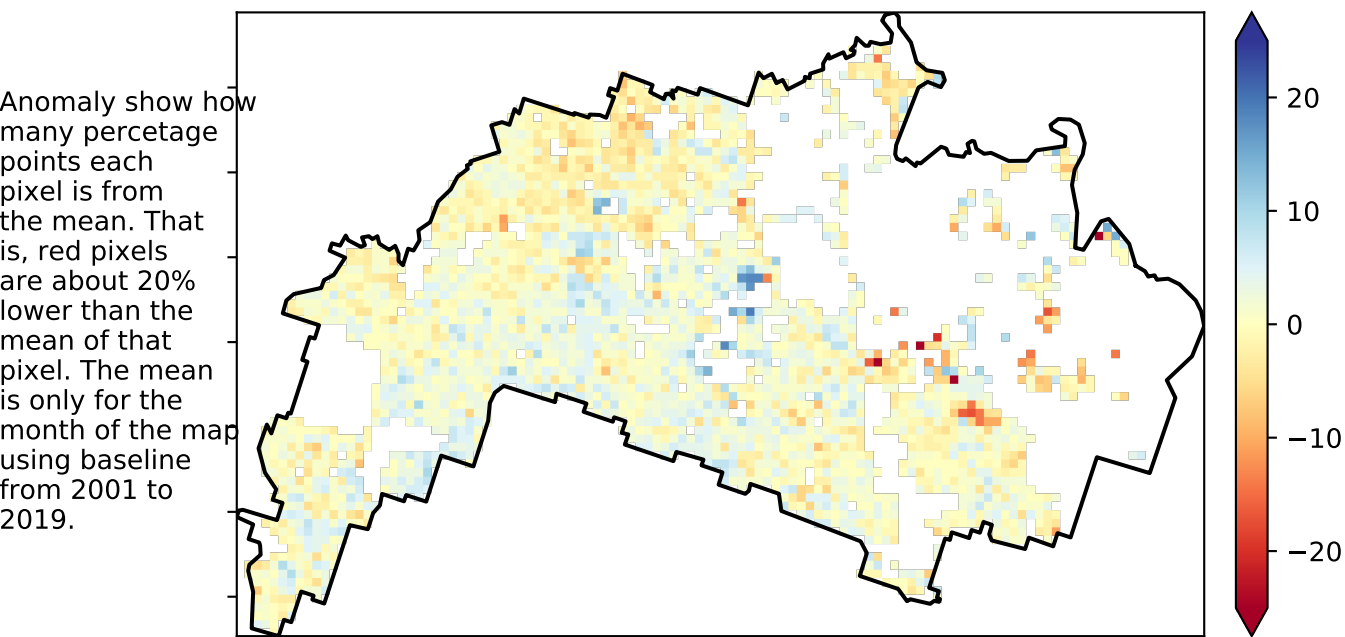 Anomaly show how
many percetage
points each
pixel is from
the mean. That
is, red pixels
are about 20%
lower than the
mean of that
pixel. The mean
is only for the
month of the map
using baseline
from 2001 to
2019.
20
10
0
−10
−20